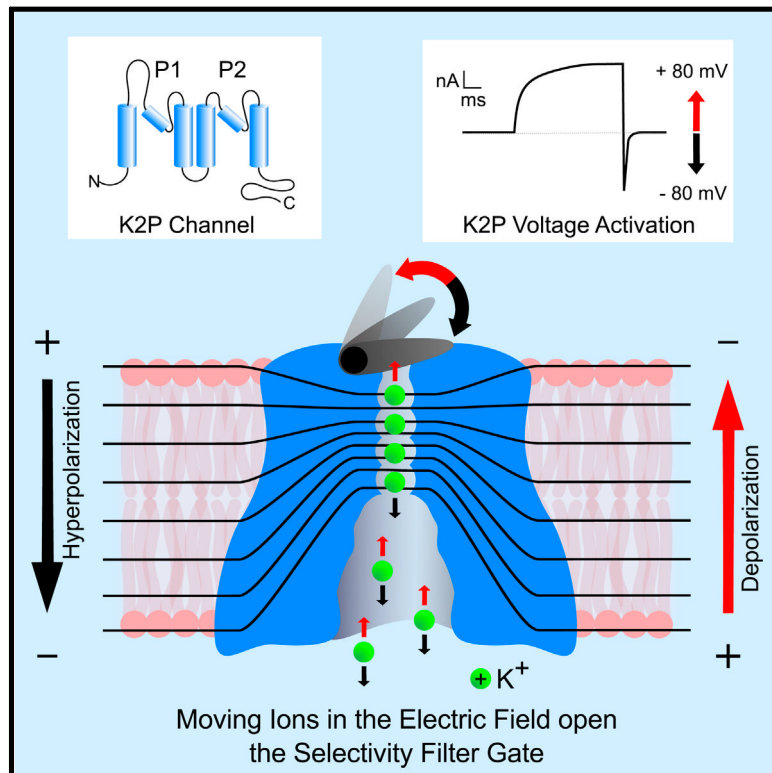 P1 P2
N
C
K2P Channel
nA
ms
+ 80 mV
- 80 mV
K2P Voltage Activation
+
Hyperpolarization
−
−
Depolarization
+
+ K+
Moving Ions in the Electric Field open
the Selectivity Filter Gate